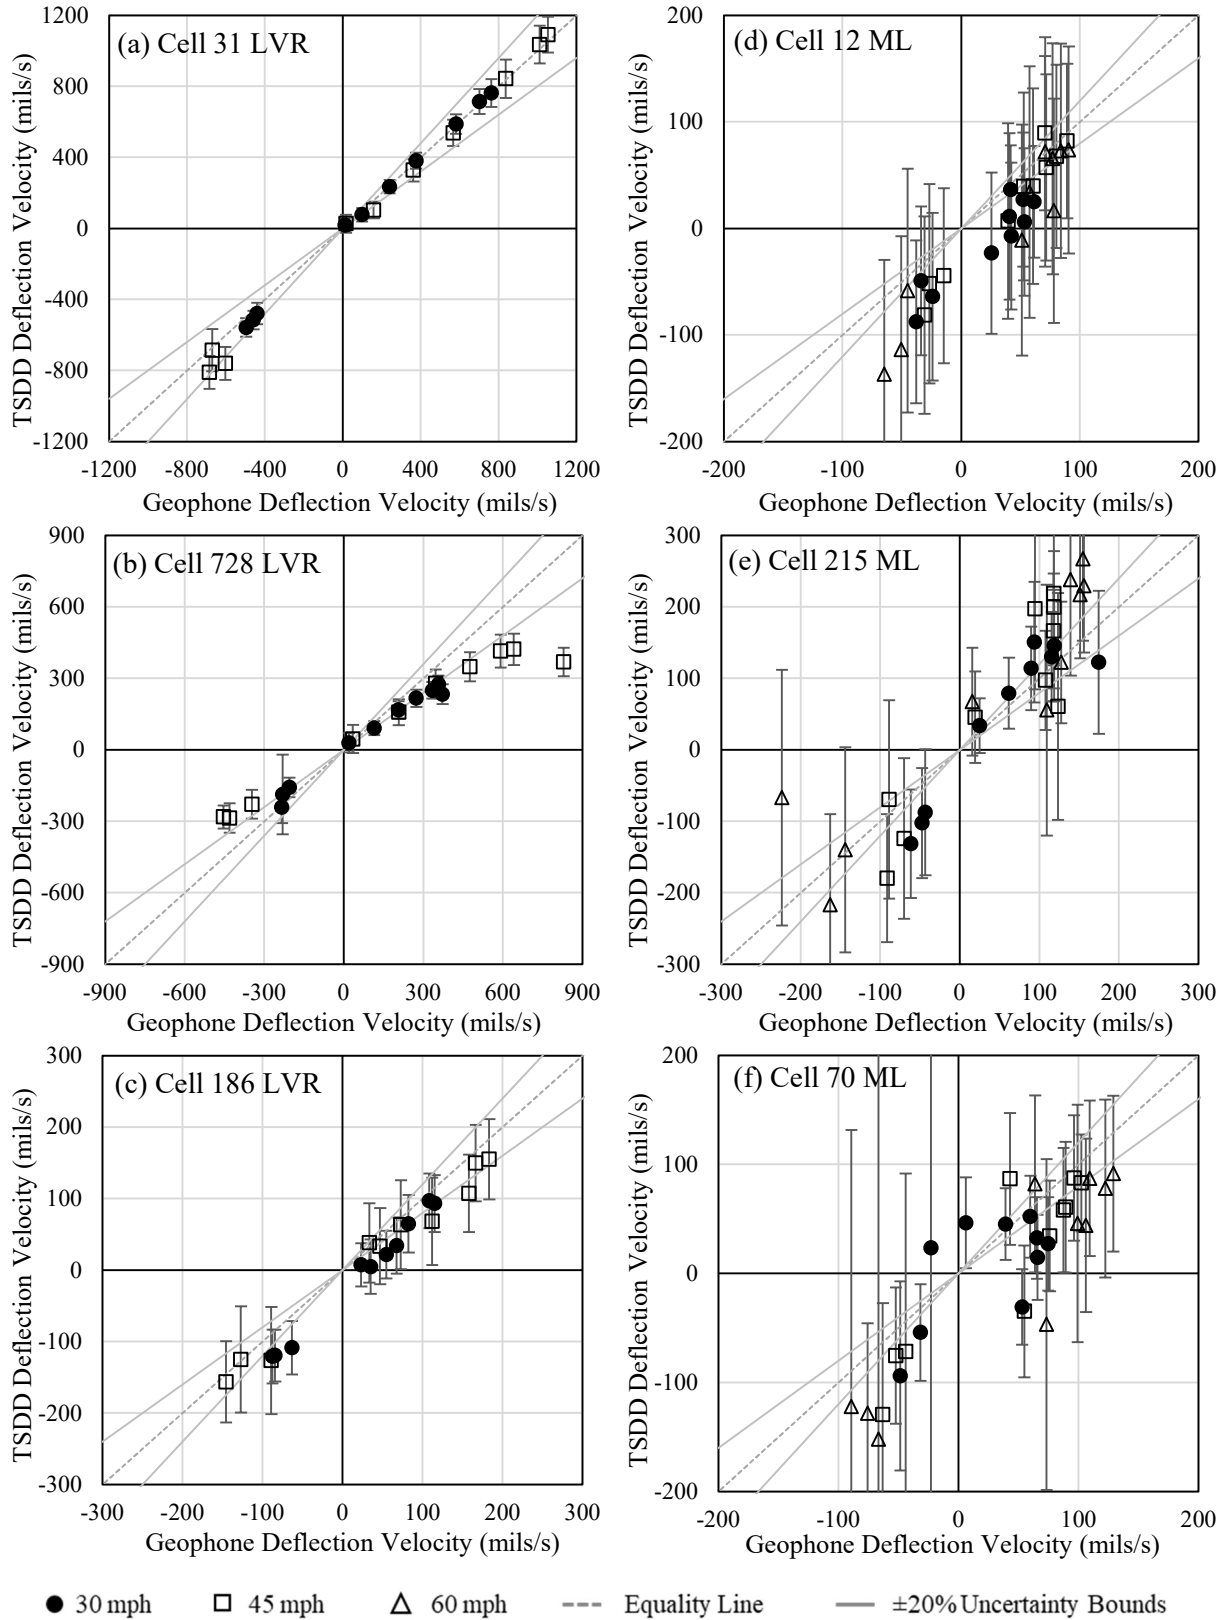 (a) Cell 31 LVR
TSDD Deflection Velocity (mils/s)
1200
800
400
0
-400
-800
-1200
-1200 -800 -400 0 400 800 1200
Geophone Deflection Velocity (mils/s)
(d) Cell 12 ML
TSDD Deflection Velocity (mils/s)
200
100
0
-100
-200
-200 -100 0 100 200
Geophone Deflection Velocity (mils/s)
(b) Cell 728 LVR
TSDD Deflection Velocity (mils/s)
900
600
300
0
-300
-600
-900
-900 -600 -300 0 300 600 900
Geophone Deflection Velocity (mils/s)
(e) Cell 215 ML
TSDD Deflection Velocity (mils/s)
300
200
100
0
-100
-200
-300
-300 -200 -100 0 100 200 300
Geophone Deflection Velocity (mils/s)
(c) Cell 186 LVR
TSDD Deflection Velocity (mils/s)
300
200
100
0
-100
-200
-300
-300 -200 -100 0 100 200 300
Geophone Deflection Velocity (mils/s)
(f) Cell 70 ML
TSDD Deflection Velocity (mils/s)
200
100
0
-100
-200
-200 -100 0 100 200
Geophone Deflection Velocity (mils/s)
30 mph 45 mph 60 mph Equality Line ±20% Uncertainty Bounds